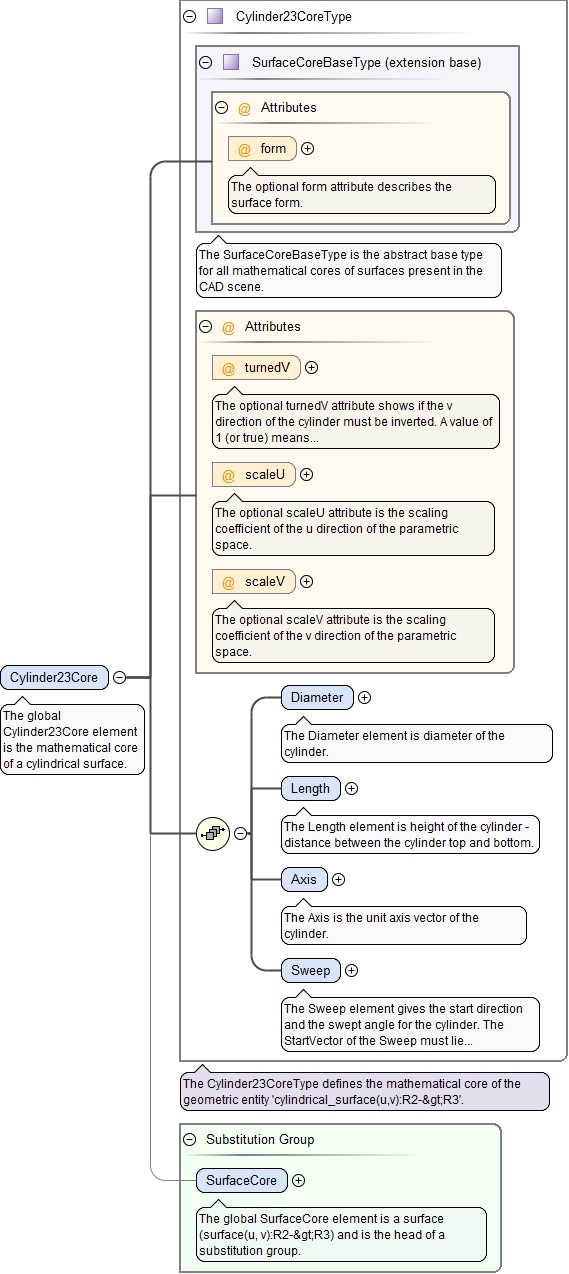 Cylinder23CoreType
SurfaceCoreBaseType (extension base)
@ Attributes
@ form
The optional form attribute describes the
surface form.
The SurfaceCoreBaseType is the abstract base type
for all mathematical cores of surfaces present in the
CAD scene.
@ Attributes
@ turnedV
The optional turnedV attribute shows if the v
direction of the cylinder must be inverted. A value of
1 (or true) means...
@ scaleU
The optional scaleU attribute is the scaling
coefficient of the u direction of the parametric
space.
@ scaleV
The optional scaleV attribute is the scaling
coefficient of the v direction of the parametric
space.
Cylinder23Core
The global
Cylinder23Core element
is the mathematical core
of a cylindrical surface.
Diameter
The Diameter element is diameter of the
cylinder.
Length
The Length element is height of the cylinder -
distance between the cylinder top and bottom.
Axis
The Axis is the unit axis vector of the
cylinder.
Sweep
The Sweep element gives the start direction
and the swept angle for the cylinder. The
StartVector of the Sweep must lie...
The Cylinder23CoreType defines the mathematical core of the
geometric entity 'cylindrical_surface(u,v):R2-&gt;R3'.
Substitution Group
SurfaceCore
The global SurfaceCore element is a surface
(surface(u, v):R2-&gt;R3) and is the head of a
substitution group.